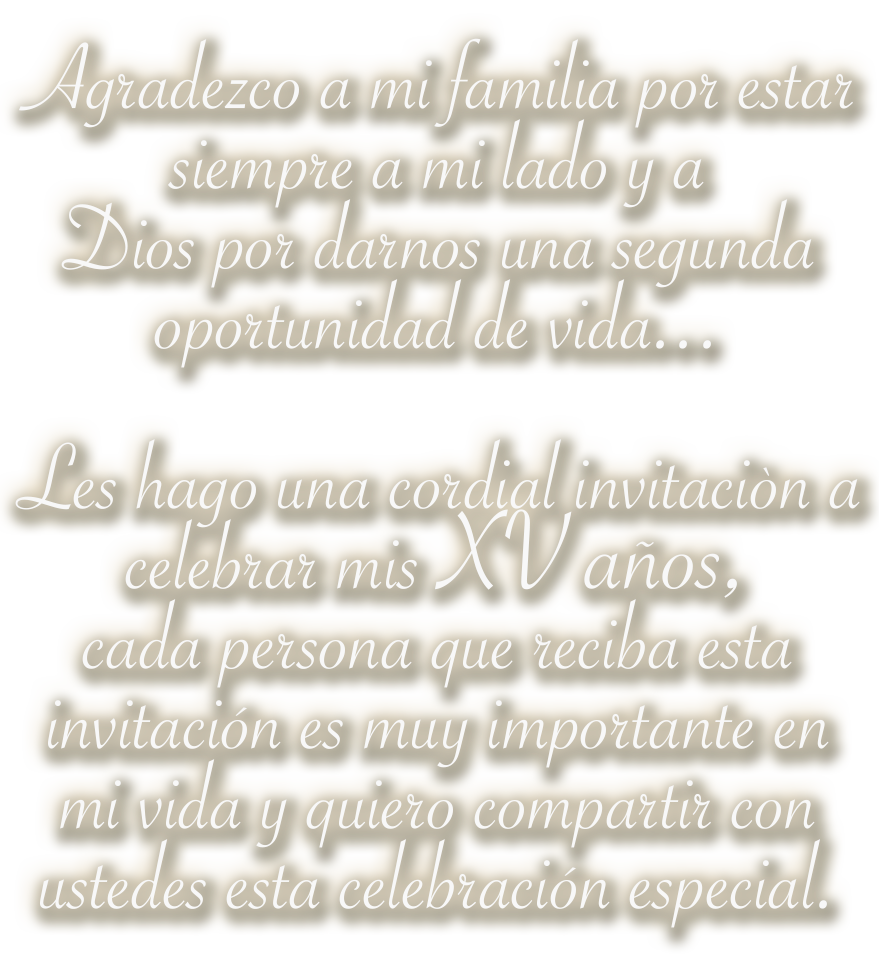 Agradezco a mi familia por estar
siempre a mi lado y a
Dios por darnos una segunda
oportunidad de vida...
Les hago una cordial invitaciòn a
celebrar mis XV años,
cada persona que reciba esta
invitación es muy importante en
mi vida y quiero compartir con
ustedes esta celebración especial.